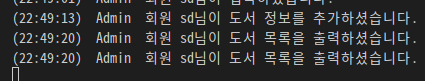 (22:49:13) Admin 회원 sd님이 도서 정보를 추가하셨습니다.
(22:49:20) Admin 회원 sd님이 도서 목록을 출력하셨습니다.
(22:49:20) Admin 회원 sd님이 도서 목록을 출력하셨습니다.